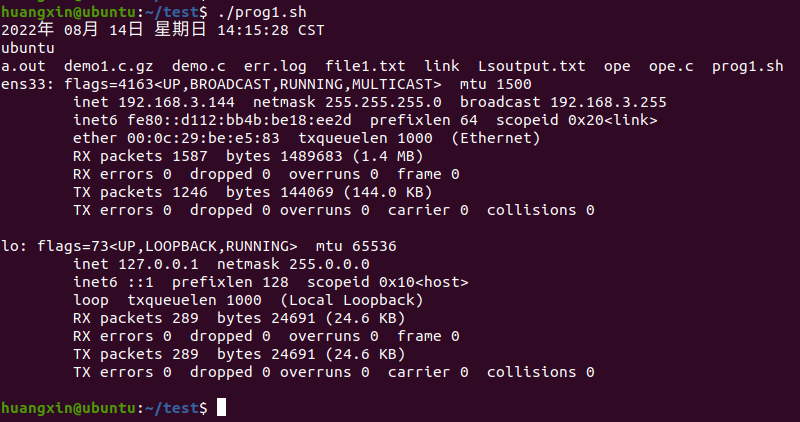 huangxin@ubuntu:~/test$ ./prog1.sh
2022年 08月 14日 星期日 14:15:28 CST
ubuntu
a.out  demo1.c.gz  demo.c  err.log  file1.txt  link  Lsoutput.txt  ope  ope.c  prog1.sh
ens33: flags=4163<UP,BROADCAST,RUNNING,MULTICAST>  mtu 1500
        inet 192.168.3.144  netmask 255.255.255.0  broadcast 192.168.3.255
        inet6 fe80::d112:bb4b:be18:ee2d  prefixlen 64  scopeid 0x20<link>
        ether 00:0c:29:be:e5:83  txqueuelen 1000  (Ethernet)
        RX packets 1587  bytes 1489683 (1.4 MB)
        RX errors 0  dropped 0  overruns 0  frame 0
        TX packets 1246  bytes 144069 (144.0 KB)
        TX errors 0  dropped 0 overruns 0  carrier 0  collisions 0

lo: flags=73<UP,LOOPBACK,RUNNING>  mtu 65536
        inet 127.0.0.1  netmask 255.0.0.0
        inet6 ::1  prefixlen 128  scopeid 0x10<host>
        loop  txqueuelen 1000  (Local Loopback)
        RX packets 289  bytes 24691 (24.6 KB)
        RX errors 0  dropped 0  overruns 0  frame 0
        TX packets 289  bytes 24691 (24.6 KB)
        TX errors 0  dropped 0 overruns 0  carrier 0  collisions 0

huangxin@ubuntu:~/test$